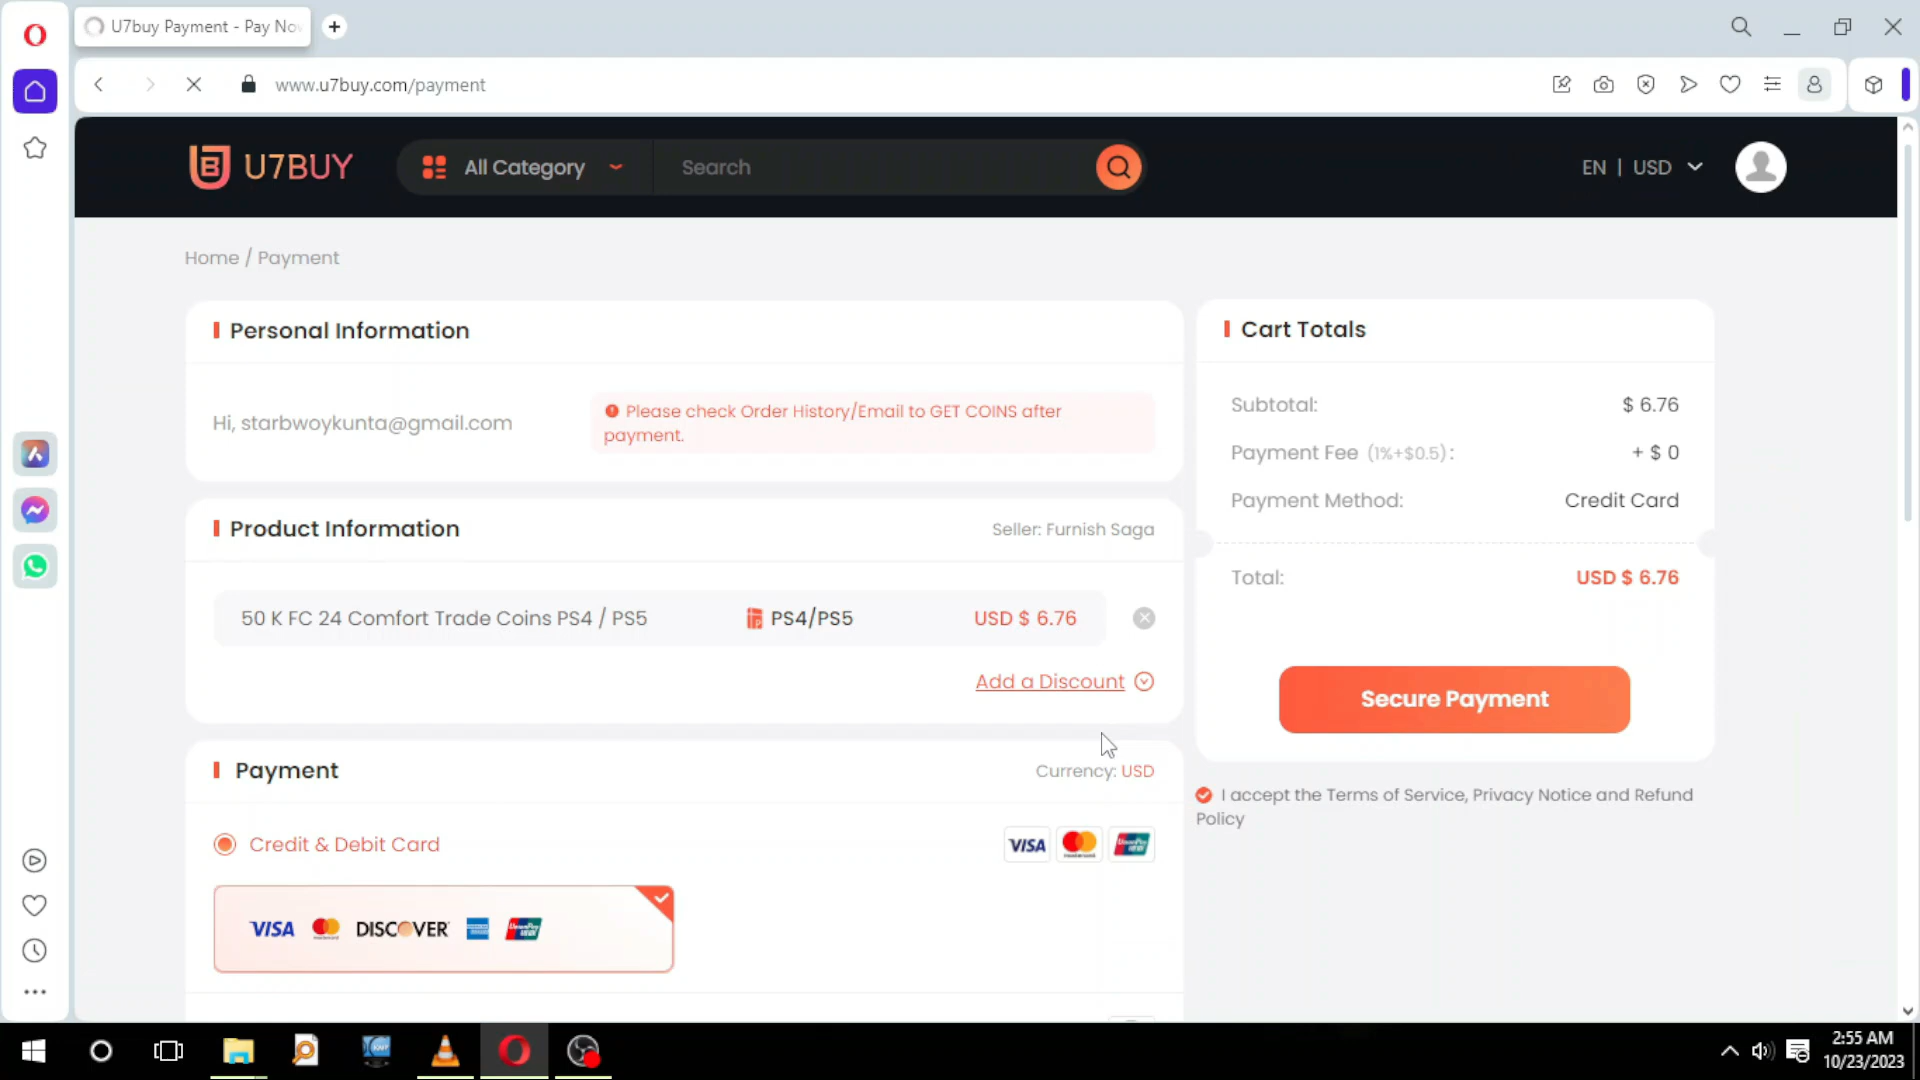 U7buy Payment - Pay Nov
www.u7buy.com/payment
U7BUY
All Category
Search
EN | USD
Home / Payment
Personal Information
Hi, starbwoykunta@gmail.com
Please check Order History/Email to GET COINS after
payment.
Product Information
Seller: Furnish Saga
50 K FC 24 Comfort Trade Coins PS4 / PS5
PS4/PS5
USD $ 6.76
Add a Discount
Payment
Currency: USD
Credit & Debit Card
VISA
mastercard
UnionPay
VISA
mastercard
DISCOVER
UnionPay
Cart Totals
Subtotal:
$ 6.76
Payment Fee (1%+$0.5):
+ $ 0
Payment Method:
Credit Card
Total:
USD $ 6.76
Secure Payment
I accept the Terms of Service, Privacy Notice and Refund
Policy
2:55 AM
10/23/2023